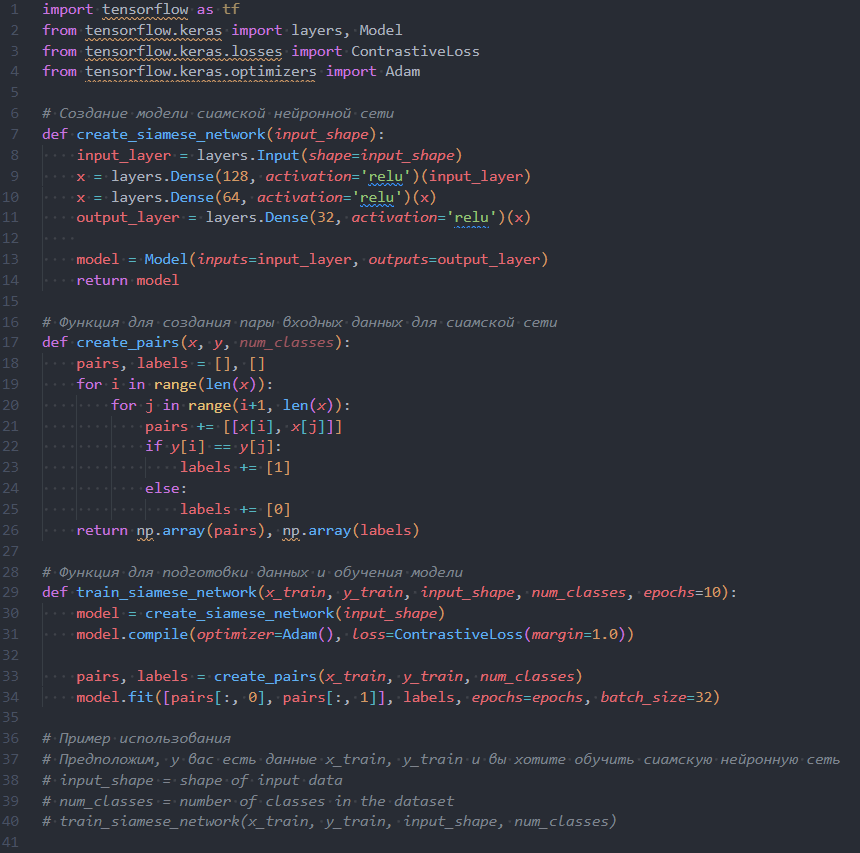 1 import tensorflow as tf
2 from tensorflow.keras import layers, Model
3 from tensorflow.keras.losses import ContrastiveLoss
4 from tensorflow.keras.optimizers import Adam
5
6 # Создание модели сиамской нейронной сети
7 def create_siamese_network(input_shape):
8     input_layer = layers.Input(shape=input_shape)
9     x = layers.Dense(128, activation='relu')(input_layer)
10     x = layers.Dense(64, activation='relu')(x)
11     output_layer = layers.Dense(32, activation='relu')(x)
12
13     model = Model(inputs=input_layer, outputs=output_layer)
14     return model
15
16 # Функция для создания пары входных данных для сиамской сети
17 def create_pairs(x, y, num_classes):
18     pairs, labels = [], []
19     for i in range(len(x)):
20         for j in range(i+1, len(x)):
21             pairs += [[x[i], x[j]]]
22             if y[i] == y[j]:
23                 labels += [1]
24             else:
25                 labels += [0]
26     return np.array(pairs), np.array(labels)
27
28 # Функция для подготовки данных и обучения модели
29 def train_siamese_network(x_train, y_train, input_shape, num_classes, epochs=10):
30     model = create_siamese_network(input_shape)
31     model.compile(optimizer=Adam(), loss=ContrastiveLoss(margin=1.0))
32
33     pairs, labels = create_pairs(x_train, y_train, num_classes)
34     model.fit([pairs[:, 0], pairs[:, 1]], labels, epochs=epochs, batch_size=32)
35
36 # Пример использования
37 # Предположим, у вас есть данные x_train, y_train и вы хотите обучить сиамскую нейронную сеть
38 # input_shape = shape of input data
39 # num_classes = number of classes in the dataset
40 # train_siamese_network(x_train, y_train, input_shape, num_classes)
41